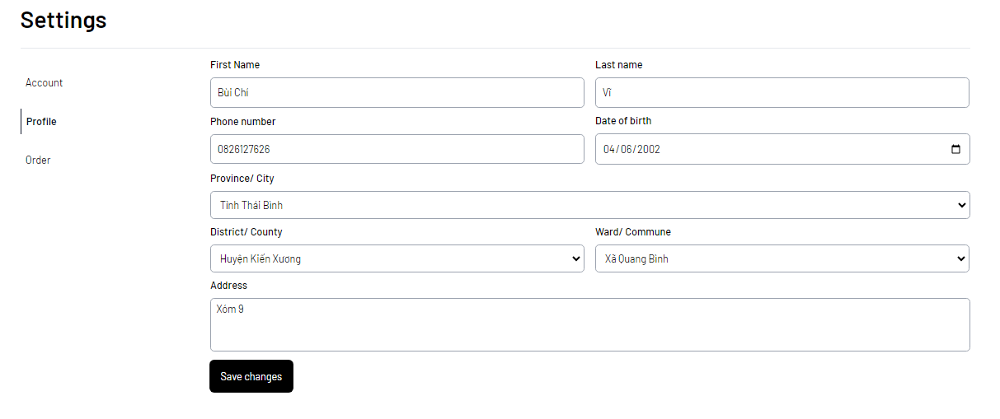 Settings
Account
Profile
Order
First Name
Last name
Bùi Chí
Vĩ
Phone number
Date of birth
0826127626
04/06/2002
Province/ City
Tỉnh Thái Bình
District/ County
Ward/ Commune
Huyện Kiến Xương
Xã Quang Bình
Address
Xóm 9
Save changes